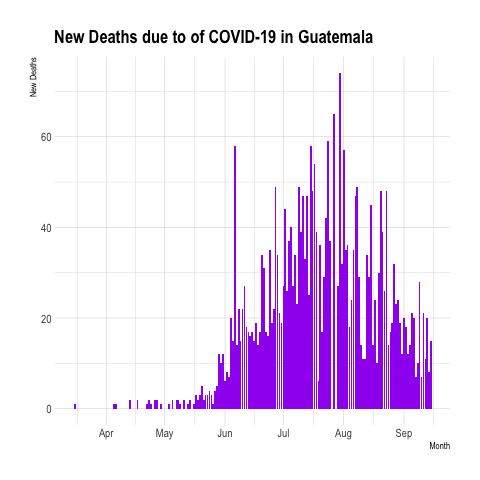 New Deaths due to of COVID-19 in Guatemala
New Deaths
60
40
20
0
Apr May Jun Jul Aug Sep
Month